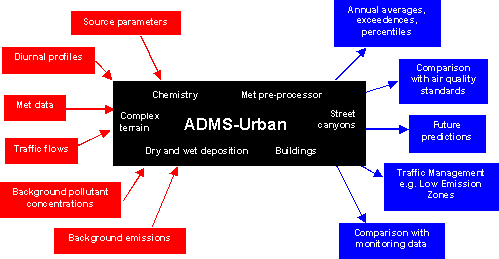 Source parameters
Diurnal profiles
Met data
Traffic flows
Background pollutant
concentrations
Background emissions
Chemistry
Met pre-processor
Complex
terrain
ADMS-Urban
Street
canyons
Dry and wet deposition
Buildings
Annual averages,
exceedences,
percentiles
Comparison
with air quality
standards
Future
predictions
Traffic Management
e.g. Low Emission
Zones
Comparison with
monitoring data